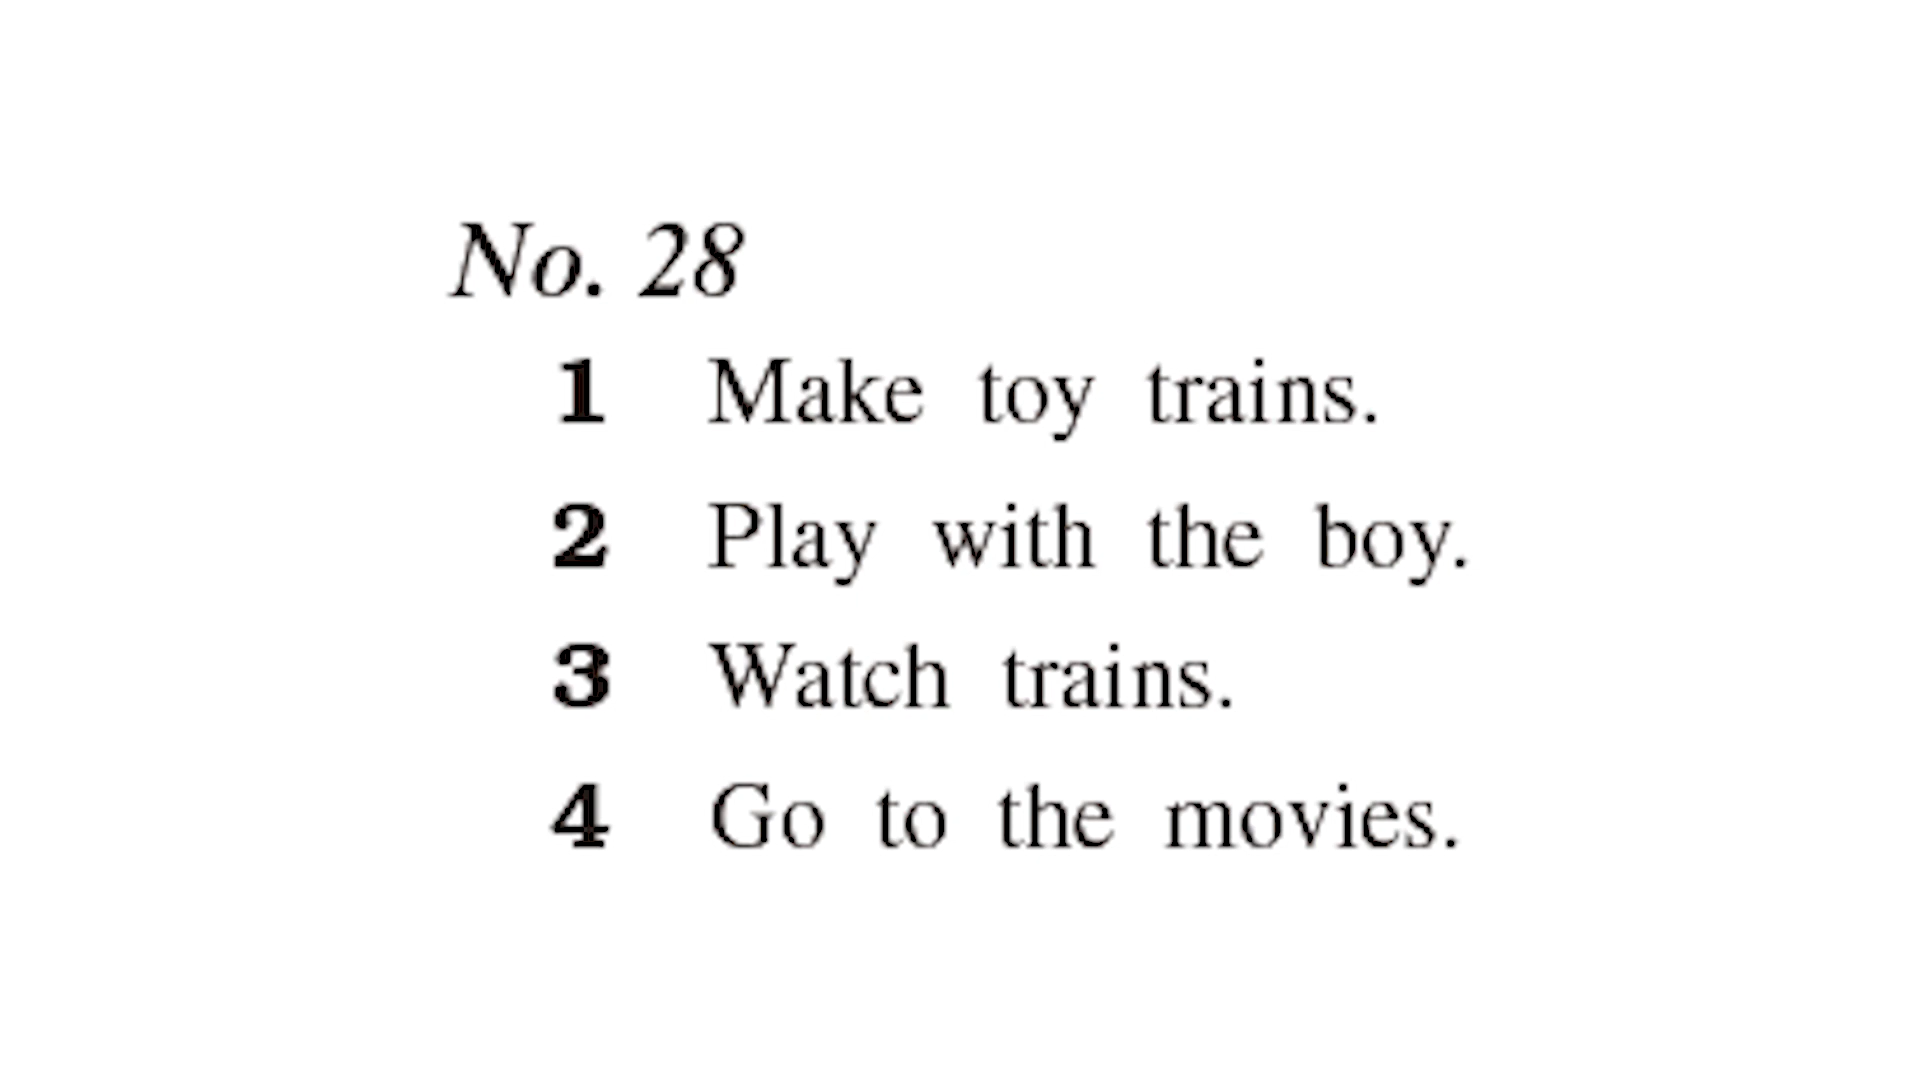 No. 28
1 Make toy trains.
2 Play with the boy.
3 Watch trains.
4 Go to the movies.